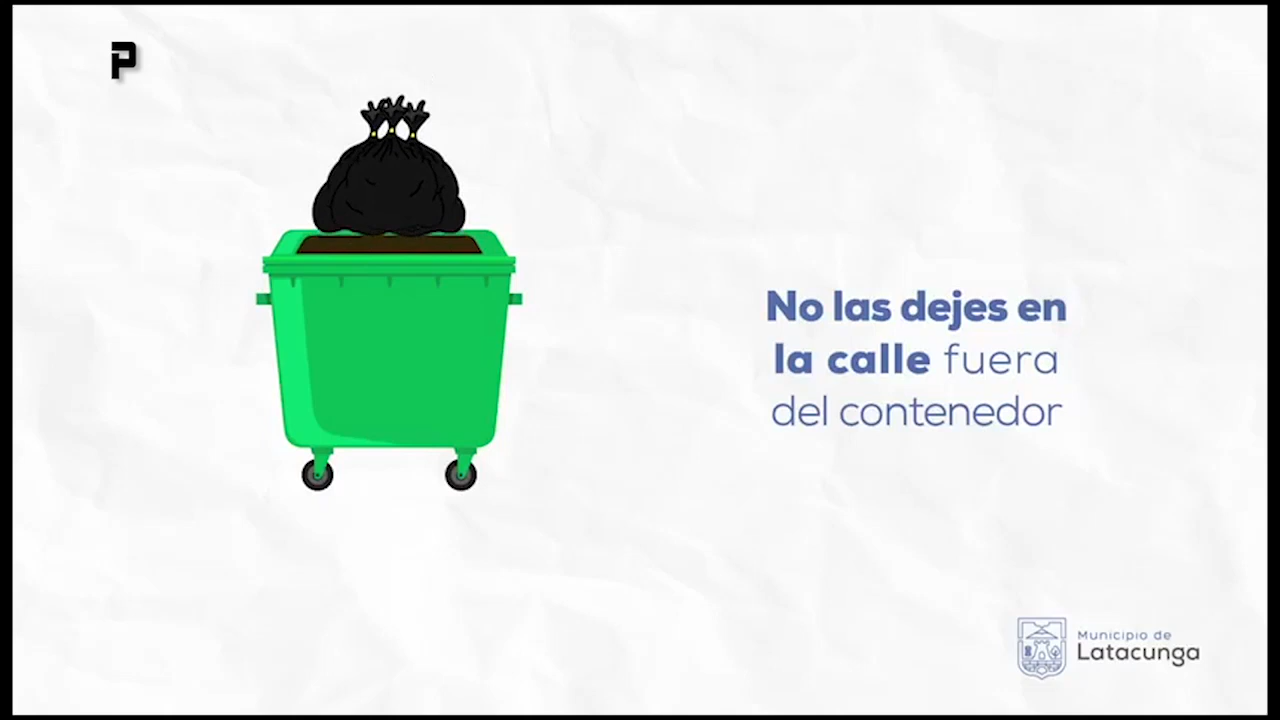 P
No las dejes en
la calle fuera
del contenedor
Municipio de
Latacunga